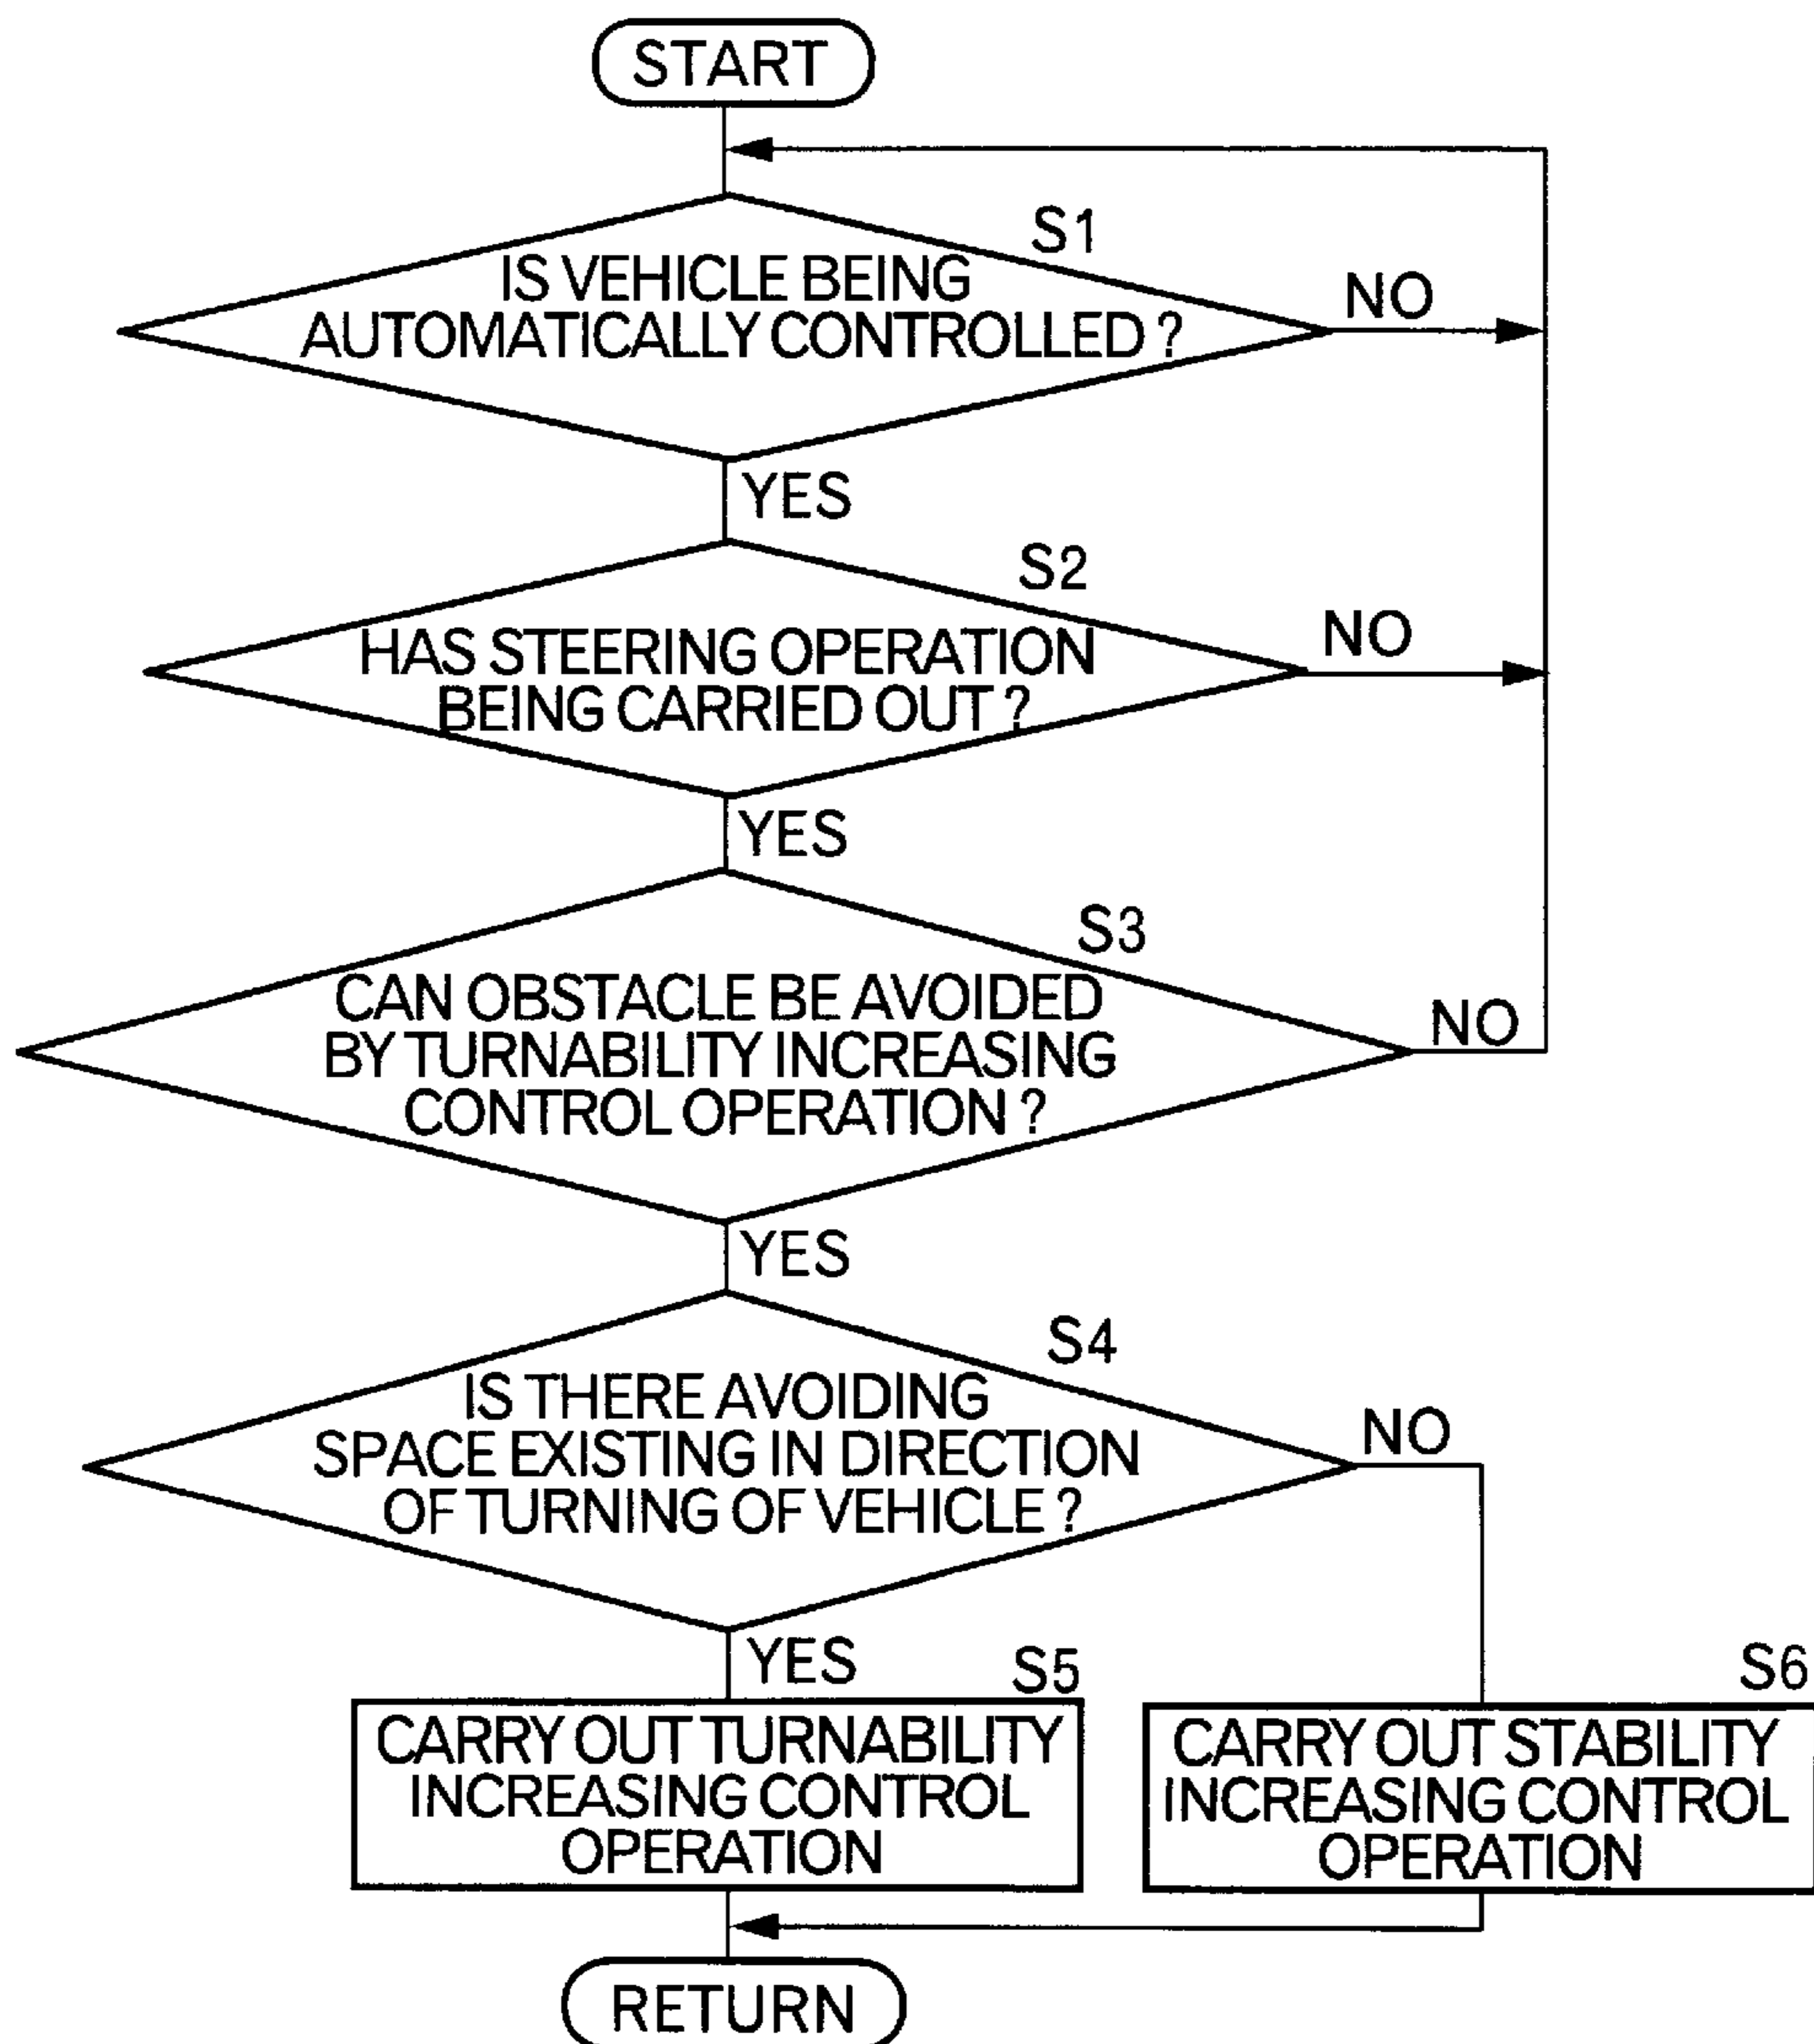 START
S1
IS VEHICLE BEING
AUTOMATICALLY CONTROLLED ?
NO
YES
S2
HAS STEERING OPERATION
BEING CARRIED OUT ?
NO
YES
S3
CAN OBSTACLE BE AVOIDED
BY TURNABILITY INCREASING
CONTROL OPERATION ?
NO
YES
S4
IS THERE AVOIDING
SPACE EXISTING IN DIRECTION
OF TURNING OF VEHICLE ?
NO
YES
S5
CARRY OUT TURNABILITY
INCREASING CONTROL
OPERATION
S6
CARRY OUT STABILITY
INCREASING CONTROL
OPERATION
RETURN